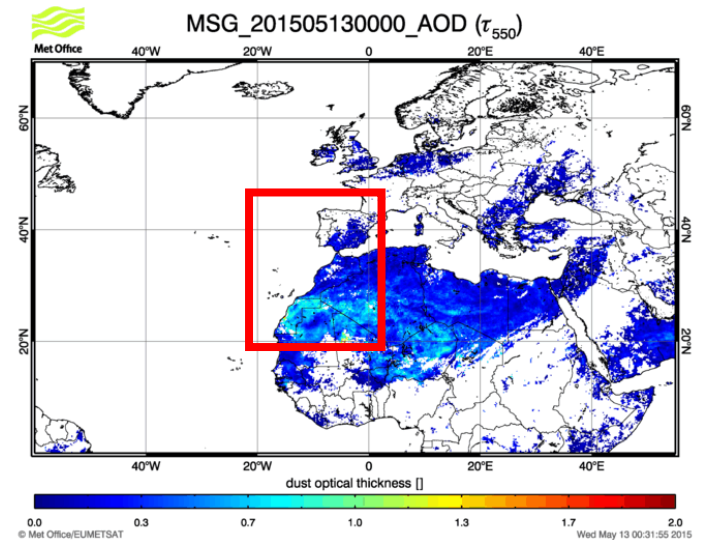 Met Office
MSG_201505130000_AOD (τ550)
40°W 20°W 0 20°E 40°E
60°N 60°N
40°N 40°N
20°N 20°N
40°W 20°W 0 20°E 40°E
dust optical thickness []
0.0 0.3 0.7 1.0 1.3 1.7 2.0
© Met Office/EUMETSAT Wed May 13 00:31:55 2015